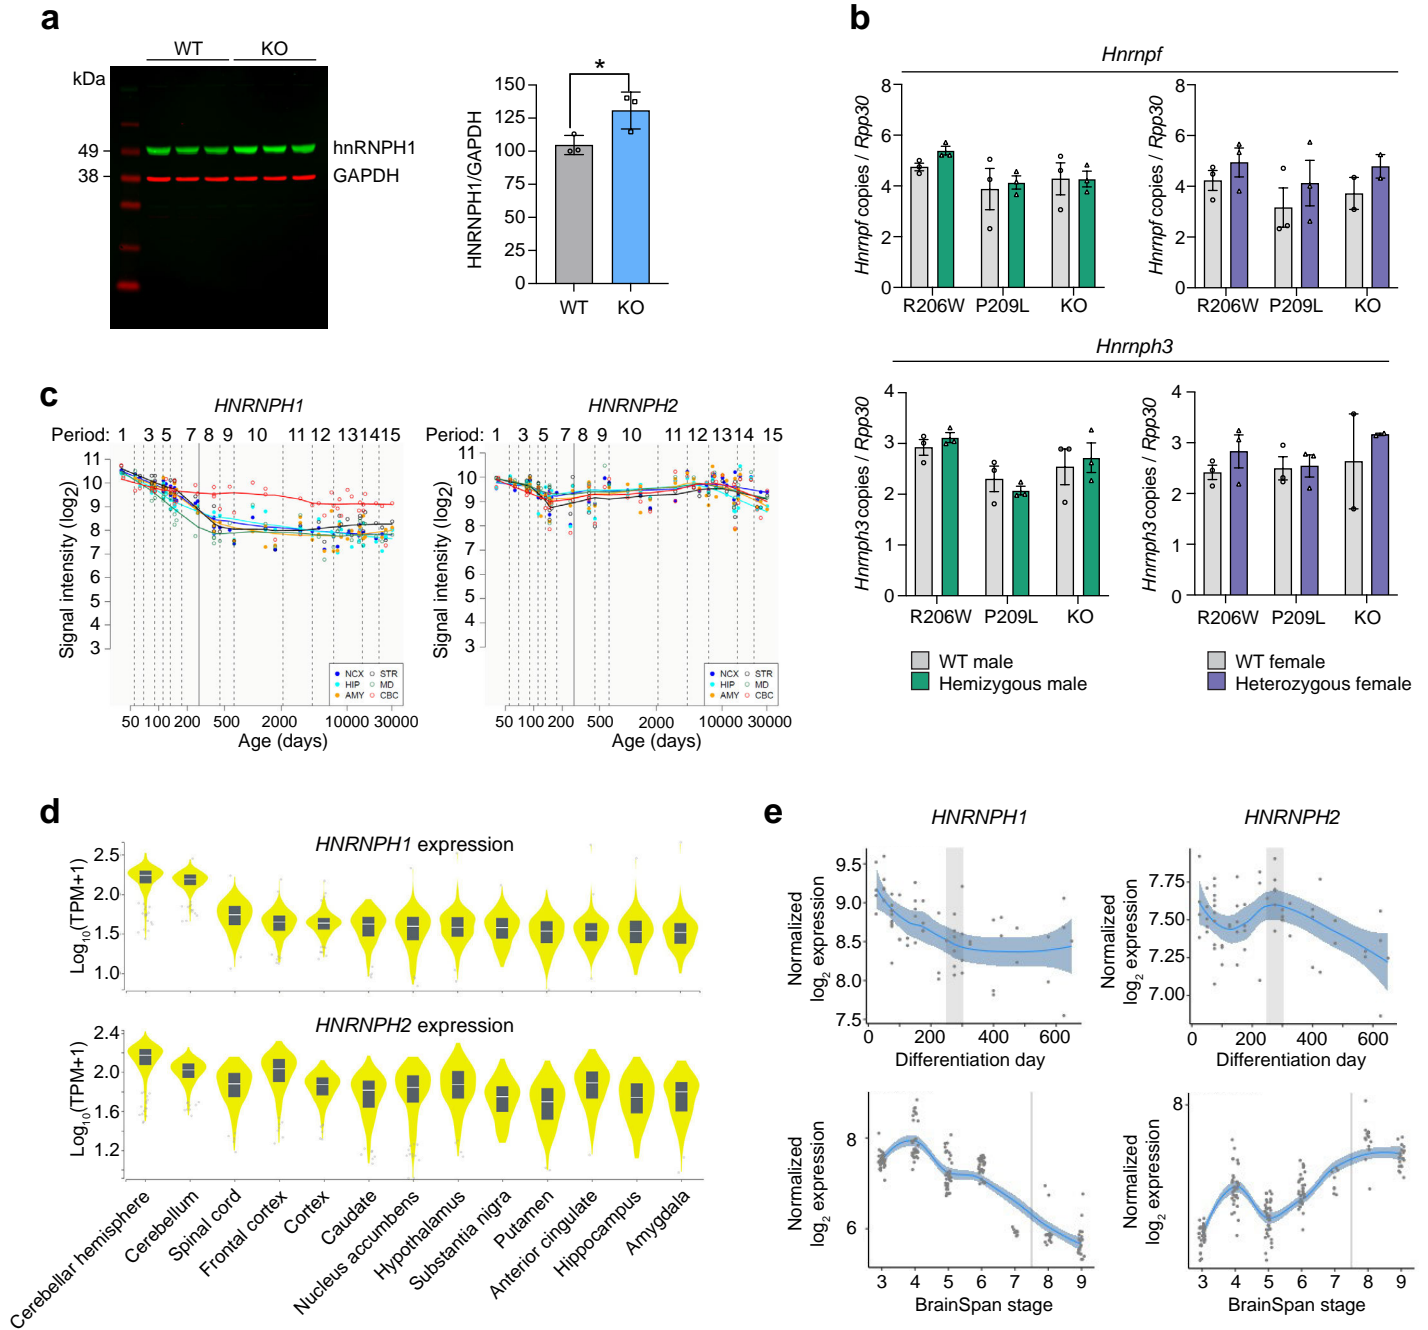 a
WT KO
kDa
49
38
hnRNPH1
GAPDH
HNRNPH1/GAPDH
150
125
100
75
50
25
0
*
WT KO
b
Hnrnpf
Hnrnpf copies / Rpp30
8
6
4
2
0
R206W P209L KO
Hnrnpf copies / Rpp30
8
6
4
2
0
R206W P209L KO
Hnrnph3
Hnrnph3 copies / Rpp30
4
3
2
1
0
R206W P209L KO
Hnrnph3 copies / Rpp30
4
3
2
1
0
R206W P209L KO
WT male
Hemizygous male
WT female
Heterozygous female
c
HNRNPH1
Period: 1 3 5 7 8 9 10 11 12 13 14 15
Signal intensity (log2)
11
10
9
8
7
6
5
4
3
NCX STR
HIP MD
AMY CBC
50 100 200 500 2000 10000 30000
Age (days)
HNRNPH2
Period: 1 3 5 7 8 9 10 11 12 13 14 15
Signal intensity (log2)
11
10
9
8
7
6
5
4
3
NCX STR
HIP MD
AMY CBC
50 100 200 500 2000 10000 30000
Age (days)
d
HNRNPH1 expression
Log10(TPM+1)
2.5
2.0
1.5
1.0
HNRNPH2 expression
Log10(TPM+1)
2.4
2.0
1.6
1.2
Cerebellar hemisphere
Cerebellum
Spinal cord
Frontal cortex
Cortex
Caudate
Nucleus accumbens
Hypothalamus
Substantia nigra
Putamen
Anterior cingulate
Hippocampus
Amygdala
e
HNRNPH1
Normalized
log2 expression
9.5
9.0
8.5
8.0
7.5
0 200 400 600
Differentiation day
HNRNPH2
Normalized
log2 expression
7.75
7.50
7.25
7.00
0 200 400 600
Differentiation day
Normalized
log2 expression
8
6
3 4 5 6 7 8 9
BrainSpan stage
Normalized
log2 expression
8
3 4 5 6 7 8 9
BrainSpan stage